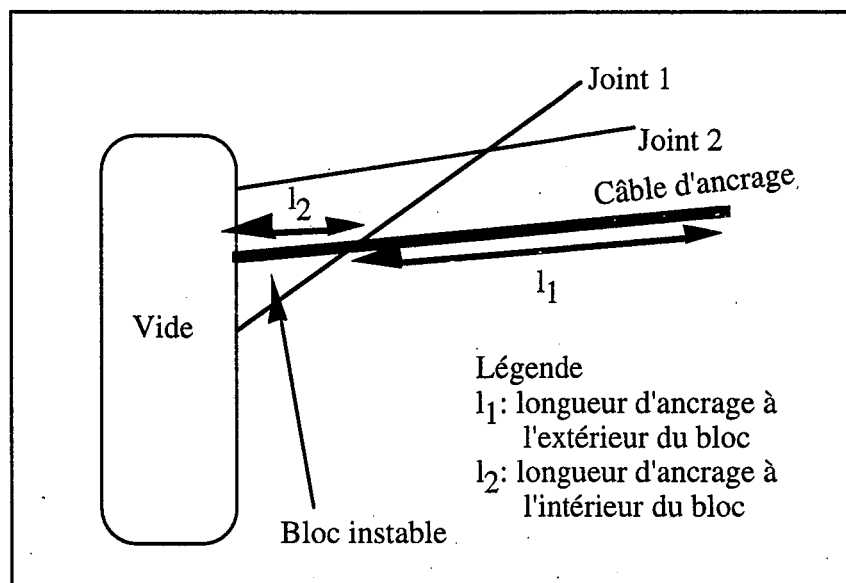 Joint 1
Joint 2
Câble d'ancrage
l2
l1
Vide
Légende
l1: longueur d'ancrage à
l'extérieur du bloc
l2: longueur d'ancrage à
l'intérieur du bloc
Bloc instable